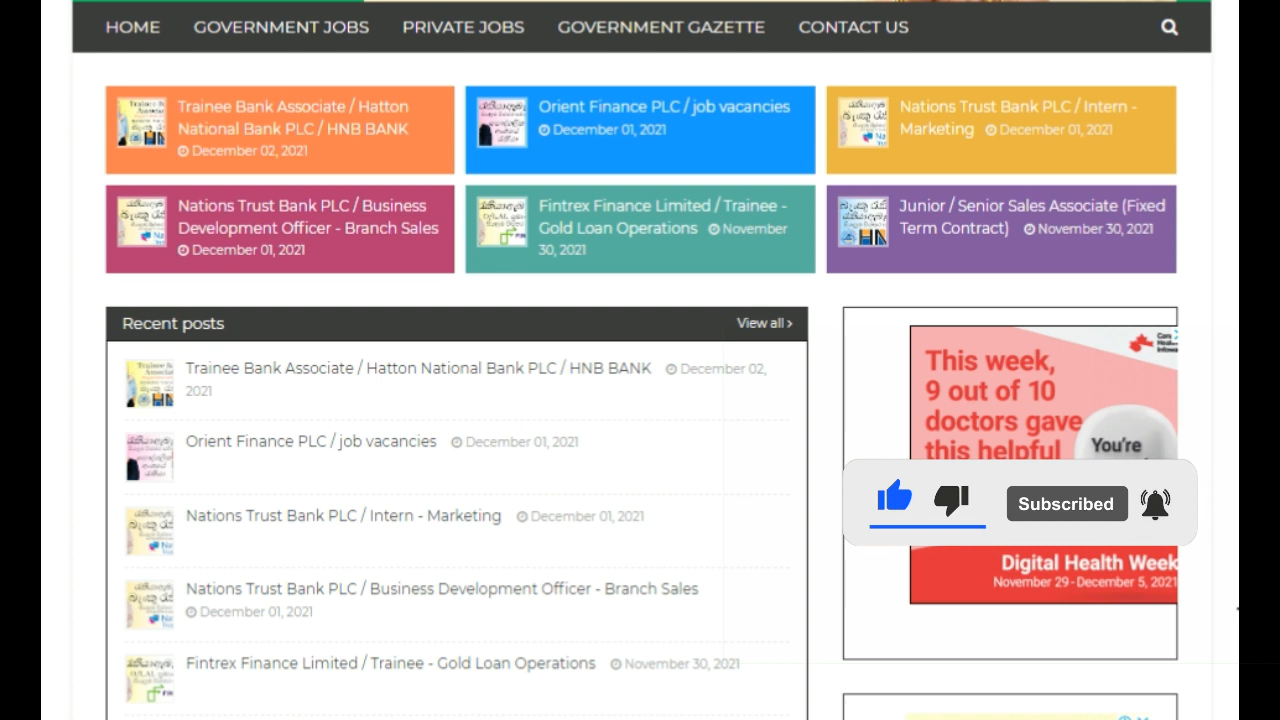 HOME GOVERNMENT JOBS PRIVATE JOBS GOVERNMENT GAZETTE CONTACT US
Trainee Bank Associate / Hatton
National Bank PLC / HNB BANK
December 02, 2021
Orient Finance PLC / job vacancies
December 01, 2021
Nations Trust Bank PLC / Intern -
Marketing December 01, 2021
Nations Trust Bank PLC / Business
Development Officer - Branch Sales
December 01, 2021
Fintrex Finance Limited / Trainee -
Gold Loan Operations November
30, 2021
Junior / Senior Sales Associate (Fixed
Term Contract) November 30, 2021
Recent posts View all ›
Trainee Bank Associate / Hatton National Bank PLC / HNB BANK December 02,
2021
Orient Finance PLC / job vacancies December 01, 2021
Nations Trust Bank PLC / Intern - Marketing December 01, 2021
Nations Trust Bank PLC / Business Development Officer - Branch Sales
December 01, 2021
Fintrex Finance Limited / Trainee - Gold Loan Operations November 30, 2021
This week,
9 out of 10
doctors gave
this helpful
You're
Subscribed
Digital Health Week
November 29 - December 5, 2021